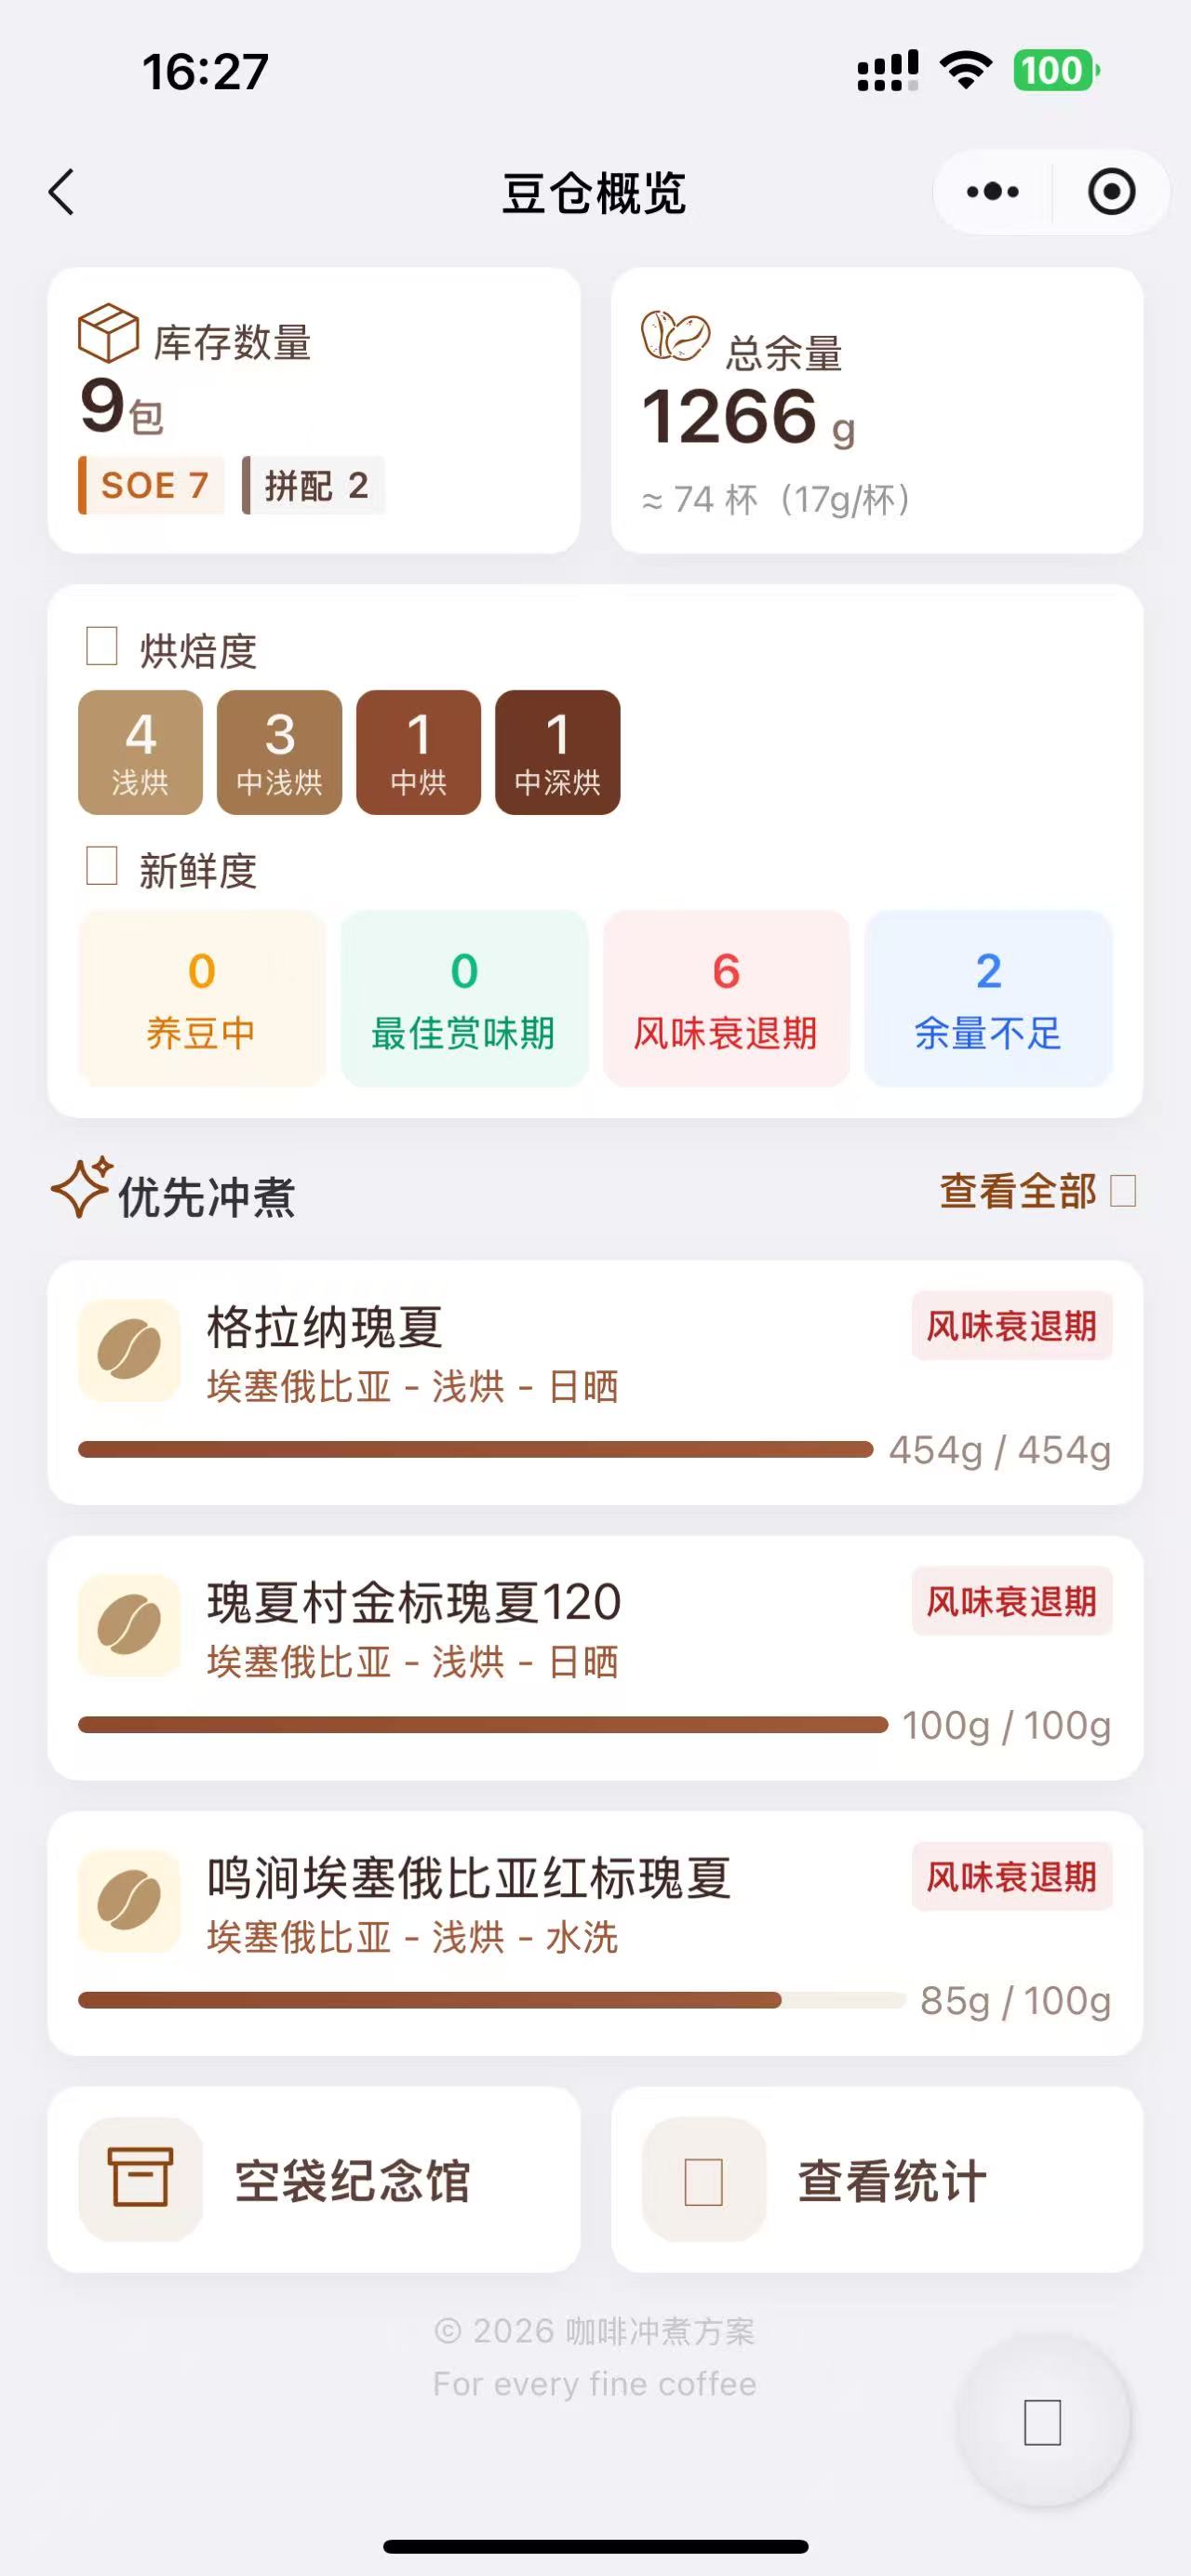 16:27
100
豆仓概览
库存数量
9包
SOE 7
拼配 2
总余量
1266 g
≈ 74 杯（17g/杯）
烘焙度
4
浅烘
3
中浅烘
1
中烘
1
中深烘
新鲜度
0
养豆中
0
最佳赏味期
6
风味衰退期
2
余量不足
优先冲煮
查看全部
格拉纳瑰夏
风味衰退期
埃塞俄比亚 - 浅烘 - 日晒
454g / 454g
瑰夏村金标瑰夏120
风味衰退期
埃塞俄比亚 - 浅烘 - 日晒
100g / 100g
鸣涧埃塞俄比亚红标瑰夏
风味衰退期
埃塞俄比亚 - 浅烘 - 水洗
85g / 100g
空袋纪念馆
查看统计
© 2026 咖啡冲煮方案
For every fine coffee